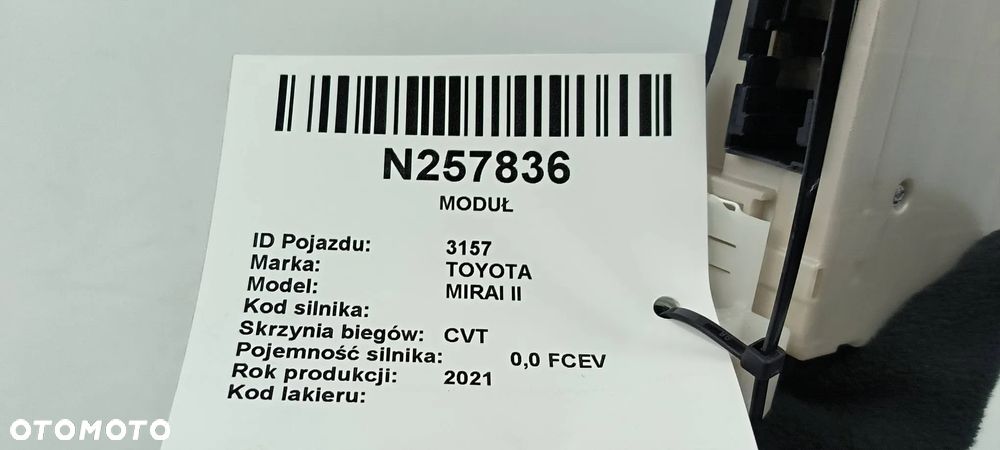 N257836
MODUŁ
ID Pojazdu: 3157
Marka: TOYOTA
Model: MIRAI II
Kod silnika:
Skrzynia biegów: CVT
Pojemność silnika: 0,0 FCEV
Rok produkcji: 2021
Kod lakieru:
OTOMOTO